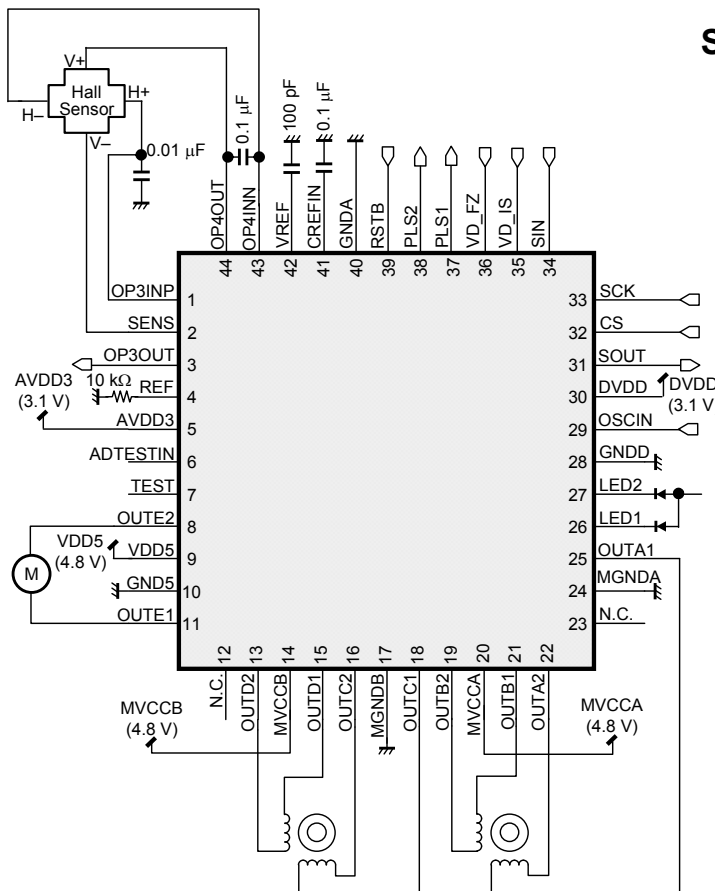 S
V+
Hall
Sensor
H+
H–
V–
0.01 µF
0.1 µF
100 pF
0.1 µF
OP4OUT
OP4INN
VREF
CREFIN
GNDA
RSTB
PLS2
PLS1
VD_FZ
VD_IS
SIN
44
43
42
41
40
39
38
37
36
35
34
OP3INP
1
SENS
2
OP3OUT
3
AVDD3
(3.1 V)
10 kΩ
REF
4
AVDD3
5
ADTESTIN
6
TEST
7
OUTE2
8
VDD5
(4.8 V)
VDD5
9
M
GND5
10
OUTE1
11
33
SCK
32
CS
31
SOUT
30
DVDD
DVDD
(3.1 V)
29
OSCIN
28
GNDD
27
LED2
26
LED1
25
OUTA1
24
MGNDA
23
N.C.
12
13
14
15
16
17
18
19
20
21
22
N.C.
OUTD2
MVCCB
OUTD1
OUTC2
MGNDB
OUTC1
OUTB2
MVCCA
OUTB1
OUTA2
MVCCB
(4.8 V)
MVCCA
(4.8 V)